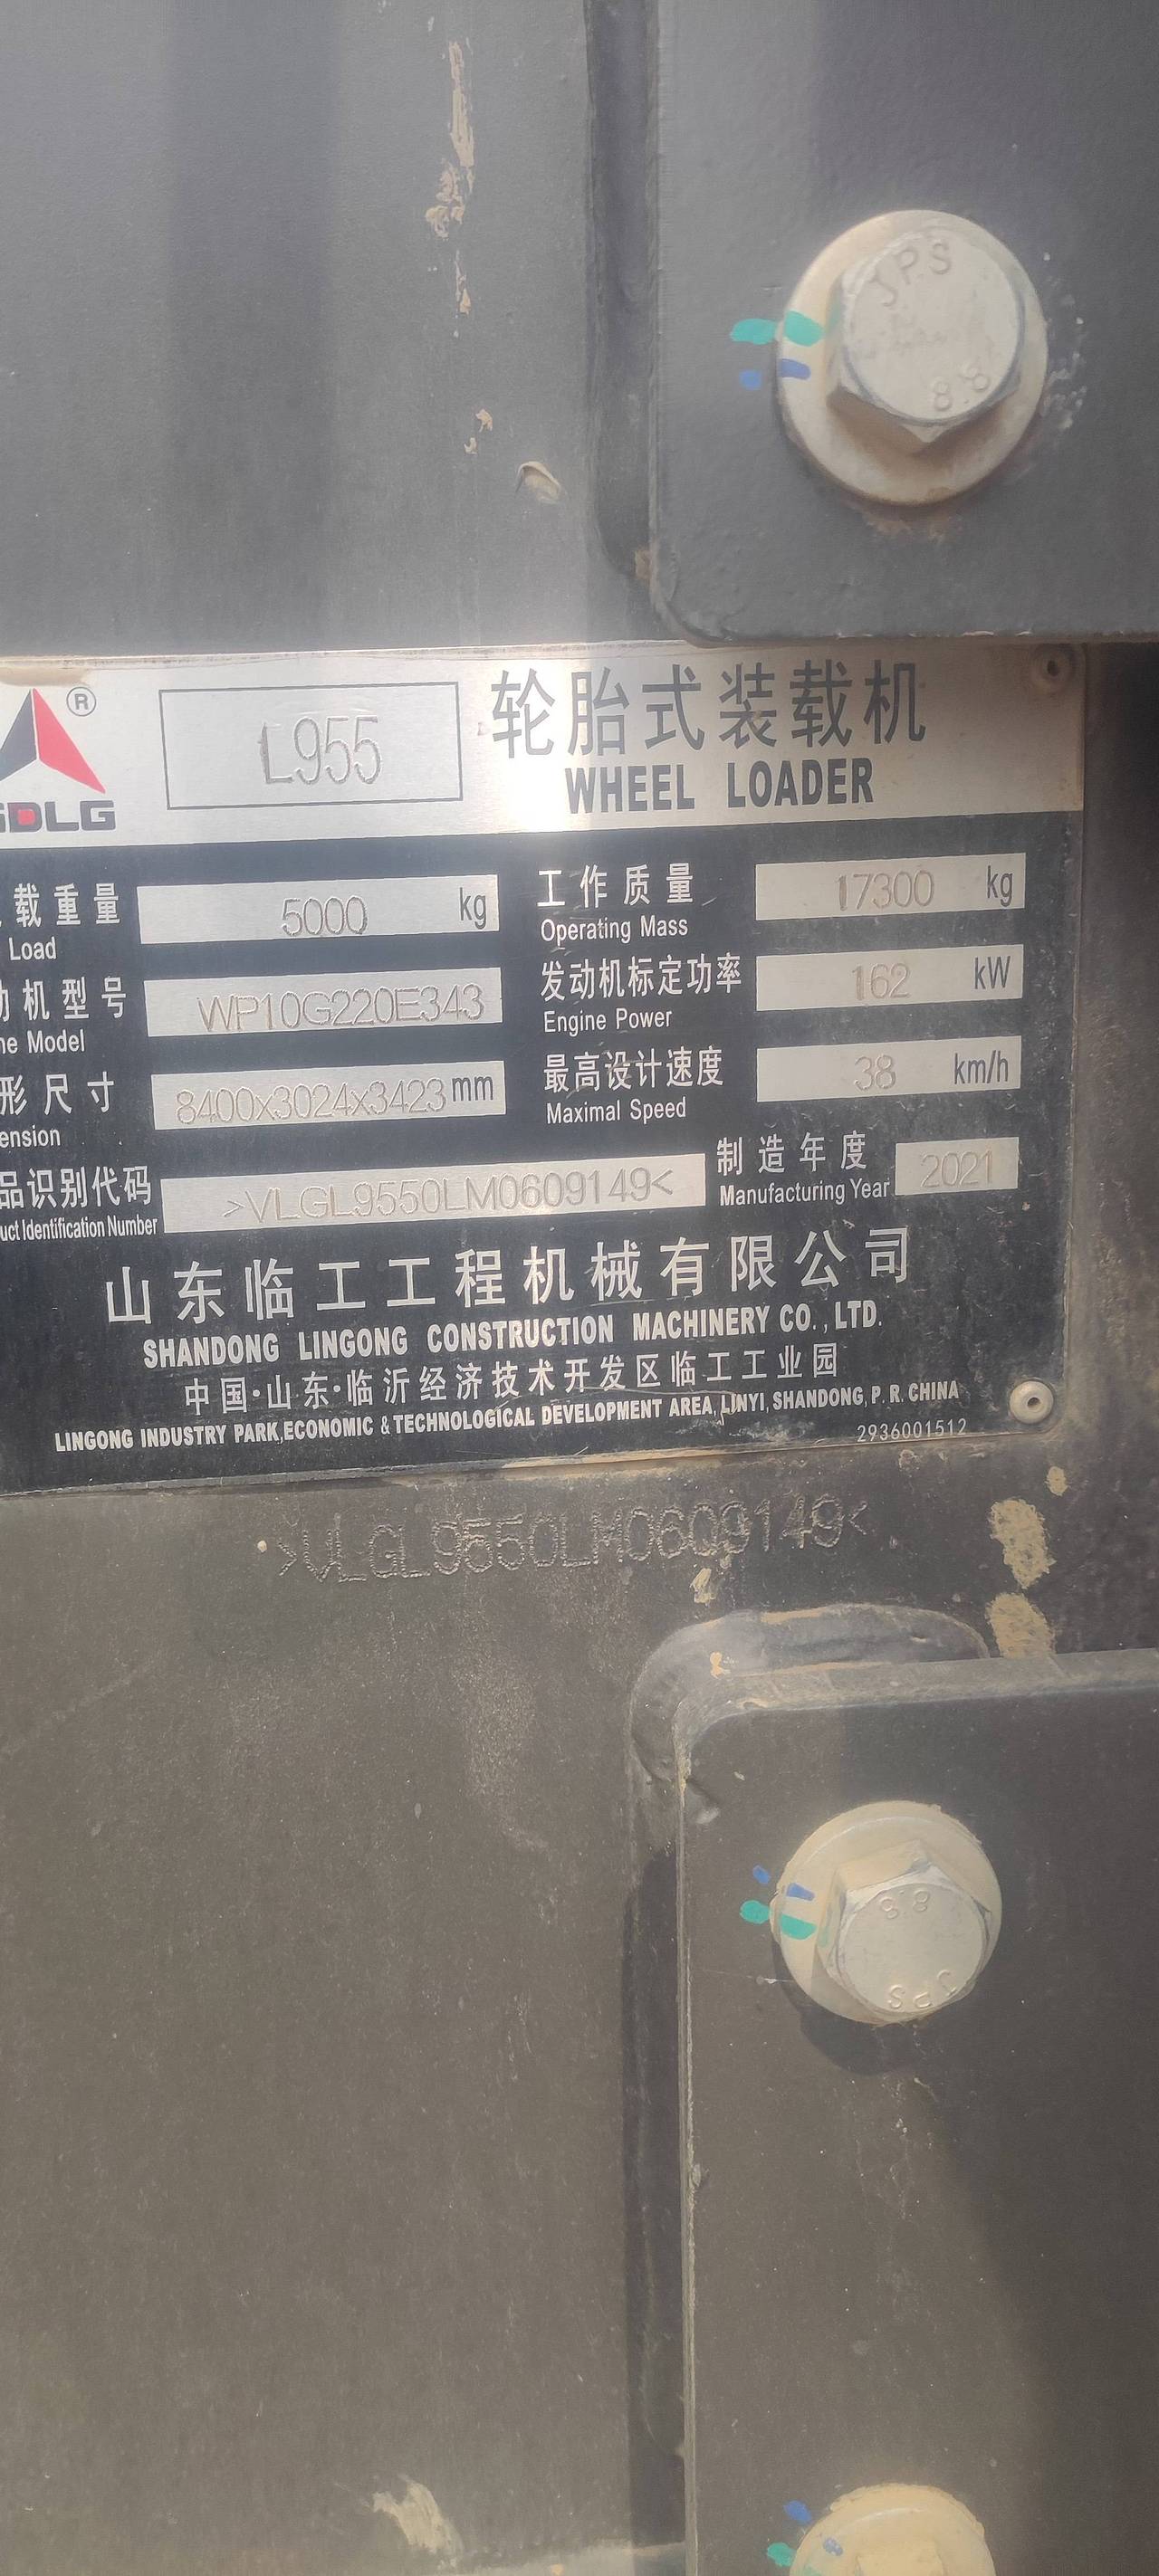 JPS
8.8
®
SDLG
L955
轮胎式装载机
WHEEL LOADER
载重量 5000 kg
Load
工作质量 17300 kg
Operating Mass
动机型号 WP10G220E343
ne Model
发动机标定功率 162 kW
Engine Power
形尺寸 8400x3024x3423 mm
ension
最高设计速度 38 km/h
Maximal Speed
品识别代码 >VLGL9550LM0609149<
uct Identification Number
制造年度 2021
Manufacturing Year
山东临工工程机械有限公司
SHANDONG LINGONG CONSTRUCTION MACHINERY CO., LTD.
中国·山东·临沂经济技术开发区临工工业园
LINGONG INDUSTRY PARK,ECONOMIC & TECHNOLOGICAL DEVELOPMENT AREA, LINYI, SHANDONG, P. R. CHINA
2936001512
>VLGL9550LM0609149<
8.8
JPS